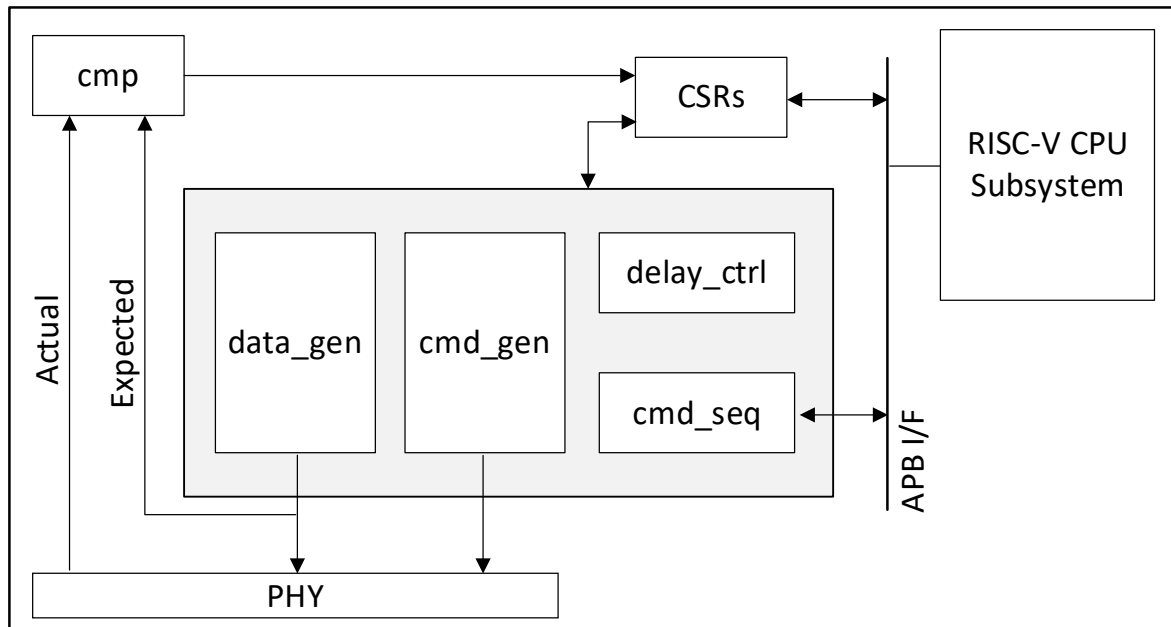 cmp
CSRs
RISC-V CPU
Subsystem
delay_ctrl
data_gen
cmd_gen
cmd_seq
Actual
Expected
APB I/F
PHY